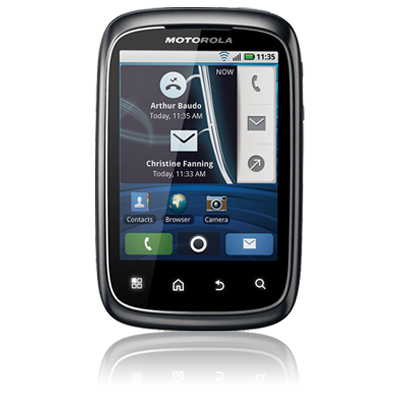 MOTOROLA
11:35
NOW
Arthur Baudo
Today, 11:35 AM
Christine Fanning
Today, 11:33 AM
Contacts Browser Camera